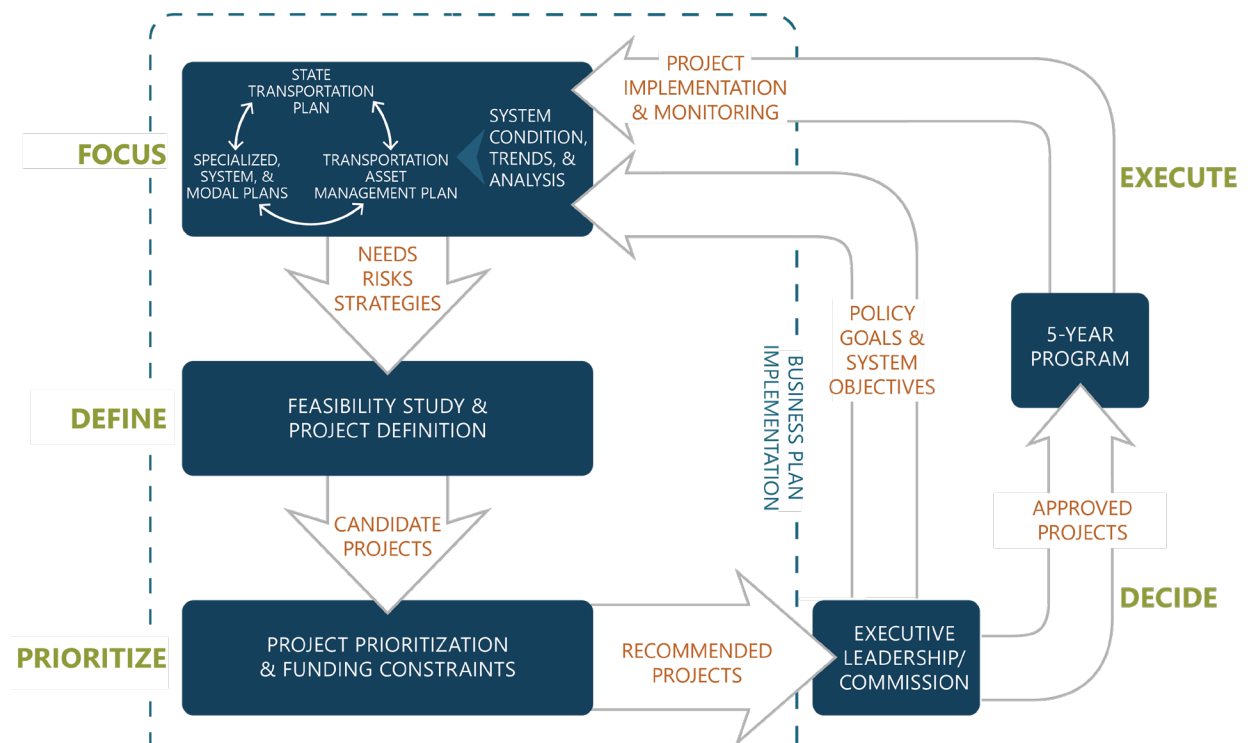 FOCUS
STATE
TRANSPORTATION
PLAN
SPECIALIZED,
SYSTEM, &
MODAL PLANS
TRANSPORTATION
ASSET
MANAGEMENT PLAN
SYSTEM
CONDITION,
TRENDS, &
ANALYSIS
PROJECT
IMPLEMENTATION
& MONITORING
EXECUTE
NEEDS
RISKS
STRATEGIES
POLICY
GOALS &
SYSTEM
OBJECTIVES
5-YEAR
PROGRAM
BUSINESS PLAN
IMPLEMENTATION
DEFINE
FEASIBILITY STUDY &
PROJECT DEFINITION
CANDIDATE
PROJECTS
APPROVED
PROJECTS
DECIDE
PRIORITIZE
PROJECT PRIORITIZATION
& FUNDING CONSTRAINTS
RECOMMENDED
PROJECTS
EXECUTIVE
LEADERSHIP/
COMMISSION